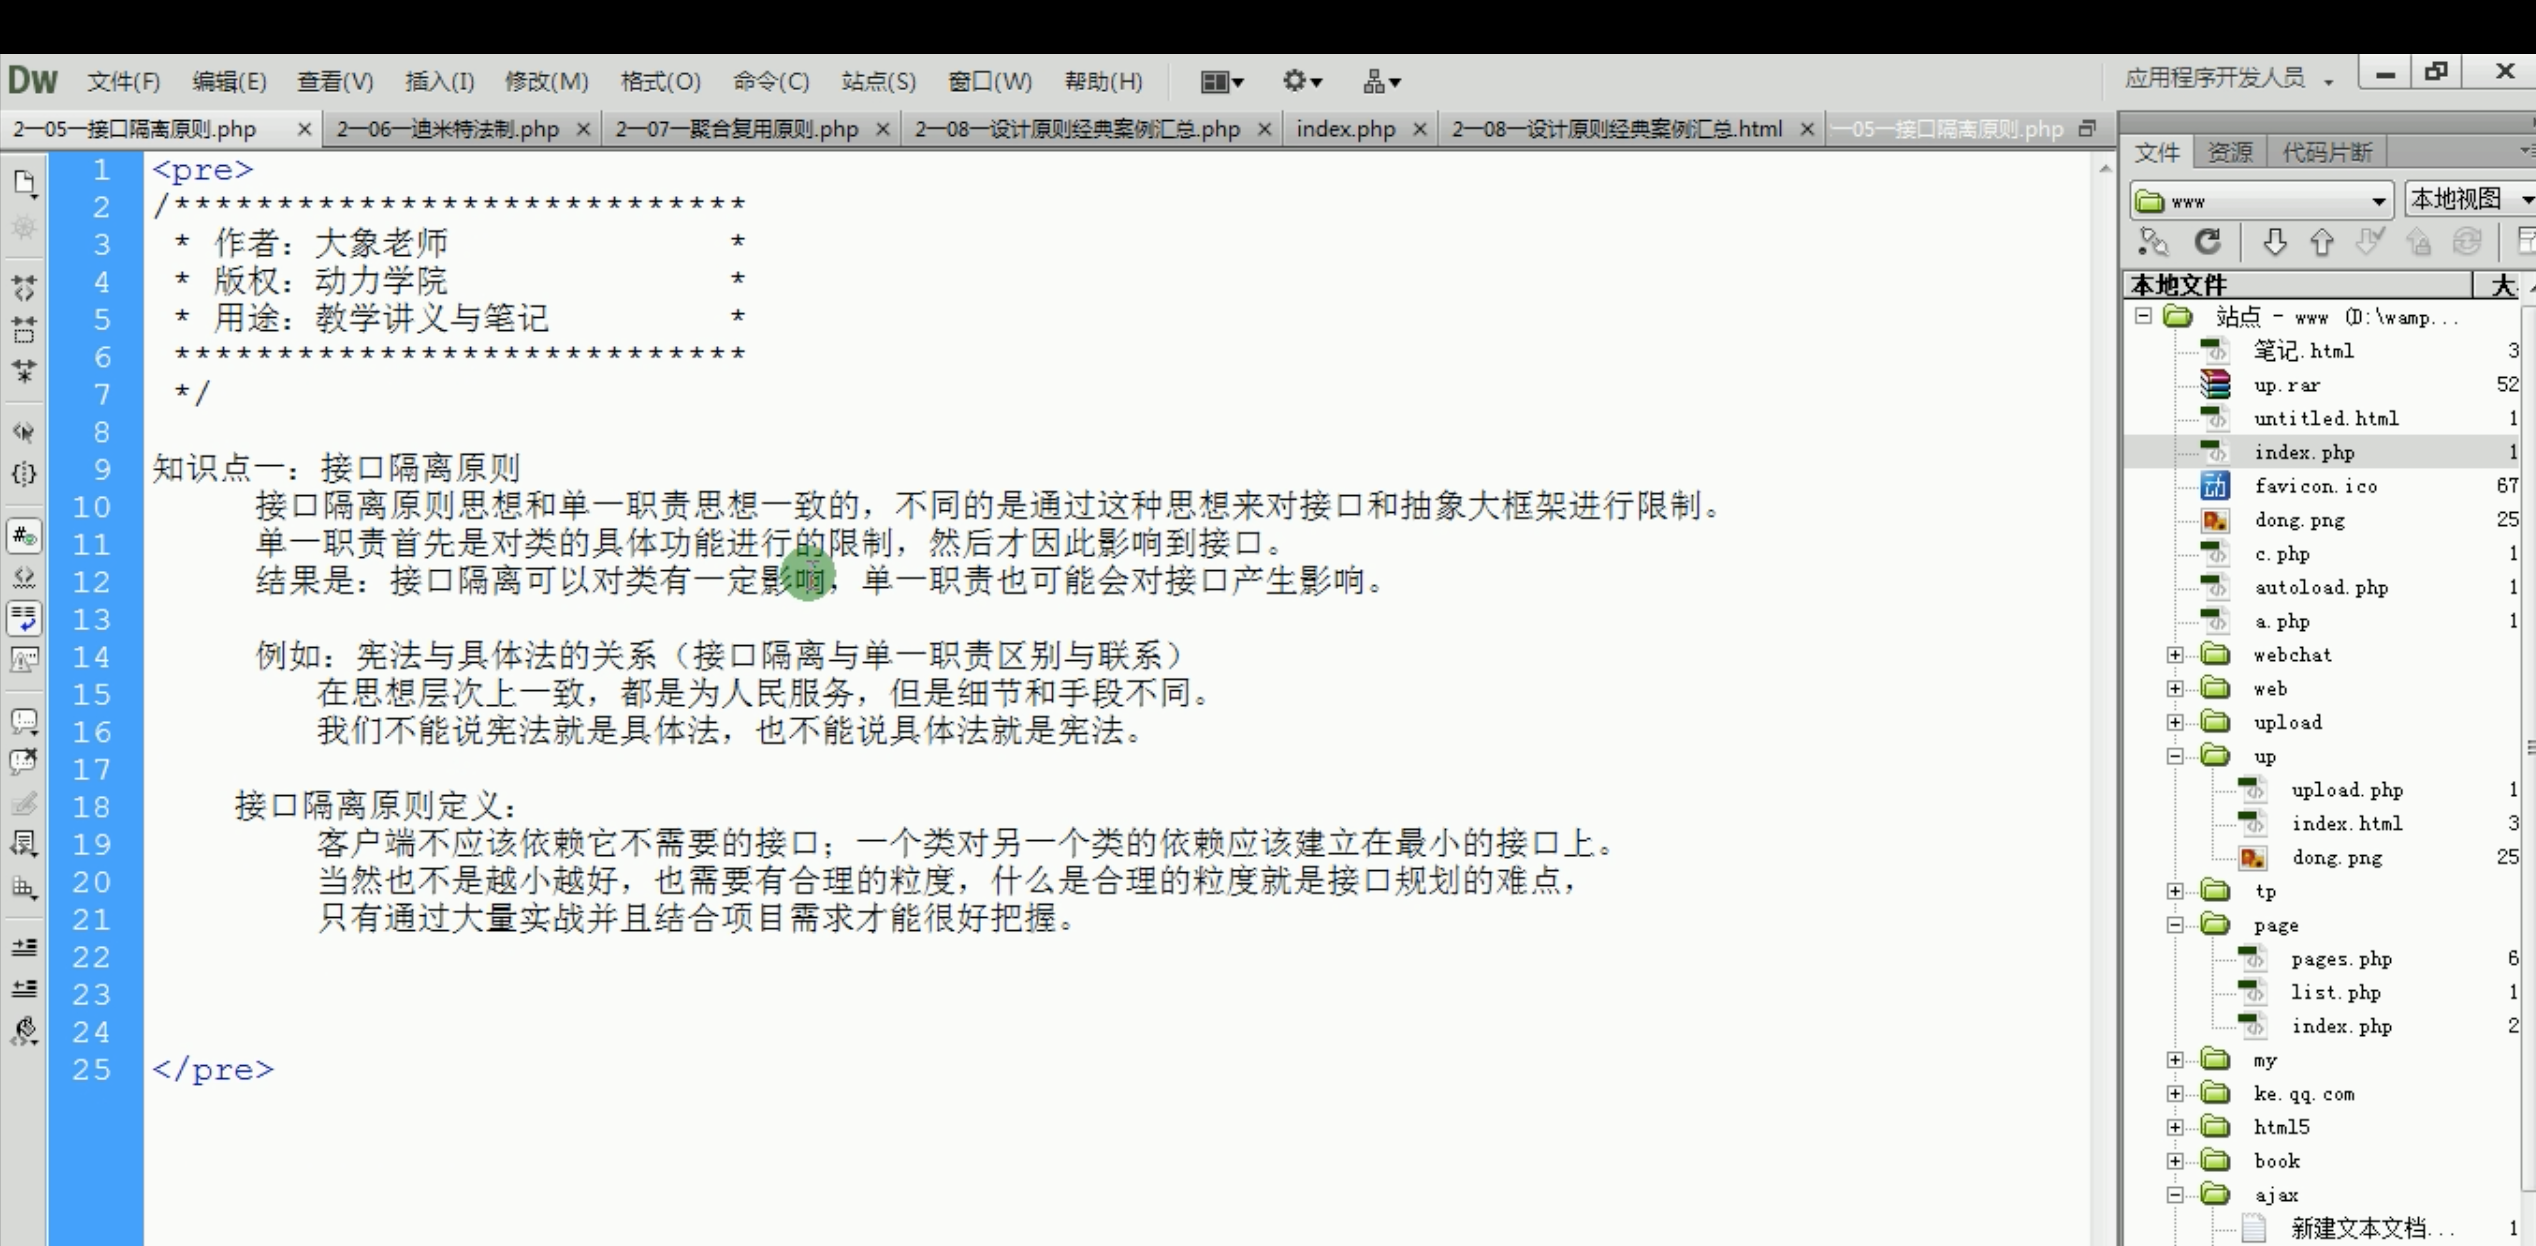 Dw 文件(F) 编辑(E) 查看(V) 插入(I) 修改(M) 格式(O) 命令(C) 站点(S) 窗口(W) 帮助(H) 应用程序开发人员
2—05—接口隔离原则.php 2—06—迪米特法制.php 2—07—聚合复用原则.php 2—08—设计原则经典案例汇总.php index.php 2—08—设计原则经典案例汇总.html —05—接口隔离原则.php
1 <pre>
2 /****************************
3 * 作者：大象老师 *
4 * 版权：动力学院 *
5 * 用途：教学讲义与笔记 *
6 ****************************
7 */
8
9 知识点一：接口隔离原则
10 接口隔离原则思想和单一职责思想一致的，不同的是通过这种思想来对接口和抽象大框架进行限制。
11 单一职责首先是对类的具体功能进行的限制，然后才因此影响到接口。
12 结果是：接口隔离可以对类有一定影响，单一职责也可能会对接口产生影响。
13
14 例如：宪法与具体法的关系（接口隔离与单一职责区别与联系）
15 在思想层次上一致，都是为人民服务，但是细节和手段不同。
16 我们不能说宪法就是具体法，也不能说具体法就是宪法。
17
18 接口隔离原则定义：
19 客户端不应该依赖它不需要的接口；一个类对另一个类的依赖应该建立在最小的接口上。
20 当然也不是越小越好，也需要有合理的粒度，什么是合理的粒度就是接口规划的难点，
21 只有通过大量实战并且结合项目需求才能很好把握。
22
23
24
25 </pre>
文件 资源 代码片断
www 本地视图
本地文件 大
站点 - www (D:\wamp...
笔记.html 3
up.rar 52
untitled.html 1
index.php 1
动 favicon.ico 67
dong.png 25
c.php 1
autoload.php 1
a.php 1
webchat
web
upload
up
upload.php 1
index.html 3
dong.png 25
tp
page
pages.php 6
list.php 1
index.php 2
my
ke.qq.com
html5
book
ajax
新建文本文档... 1